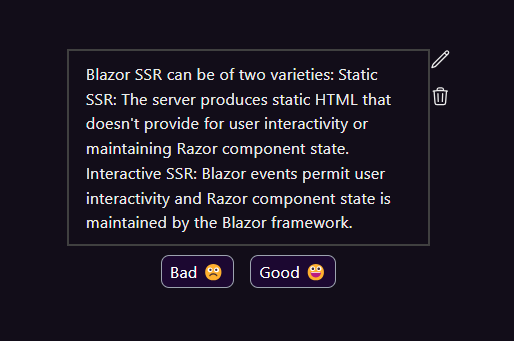 Blazor SSR can be of two varieties: Static
SSR: The server produces static HTML that
doesn't provide for user interactivity or
maintaining Razor component state.
Interactive SSR: Blazor events permit user
interactivity and Razor component state is
maintained by the Blazor framework.
Bad 🙁 Good 😀